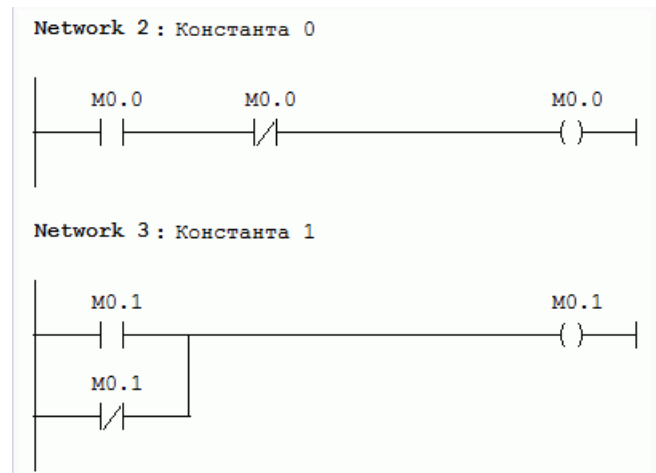 Network 2 : Константа 0
M0.0 M0.0 M0.0
Network 3 : Константа 1
M0.1 M0.1
M0.1